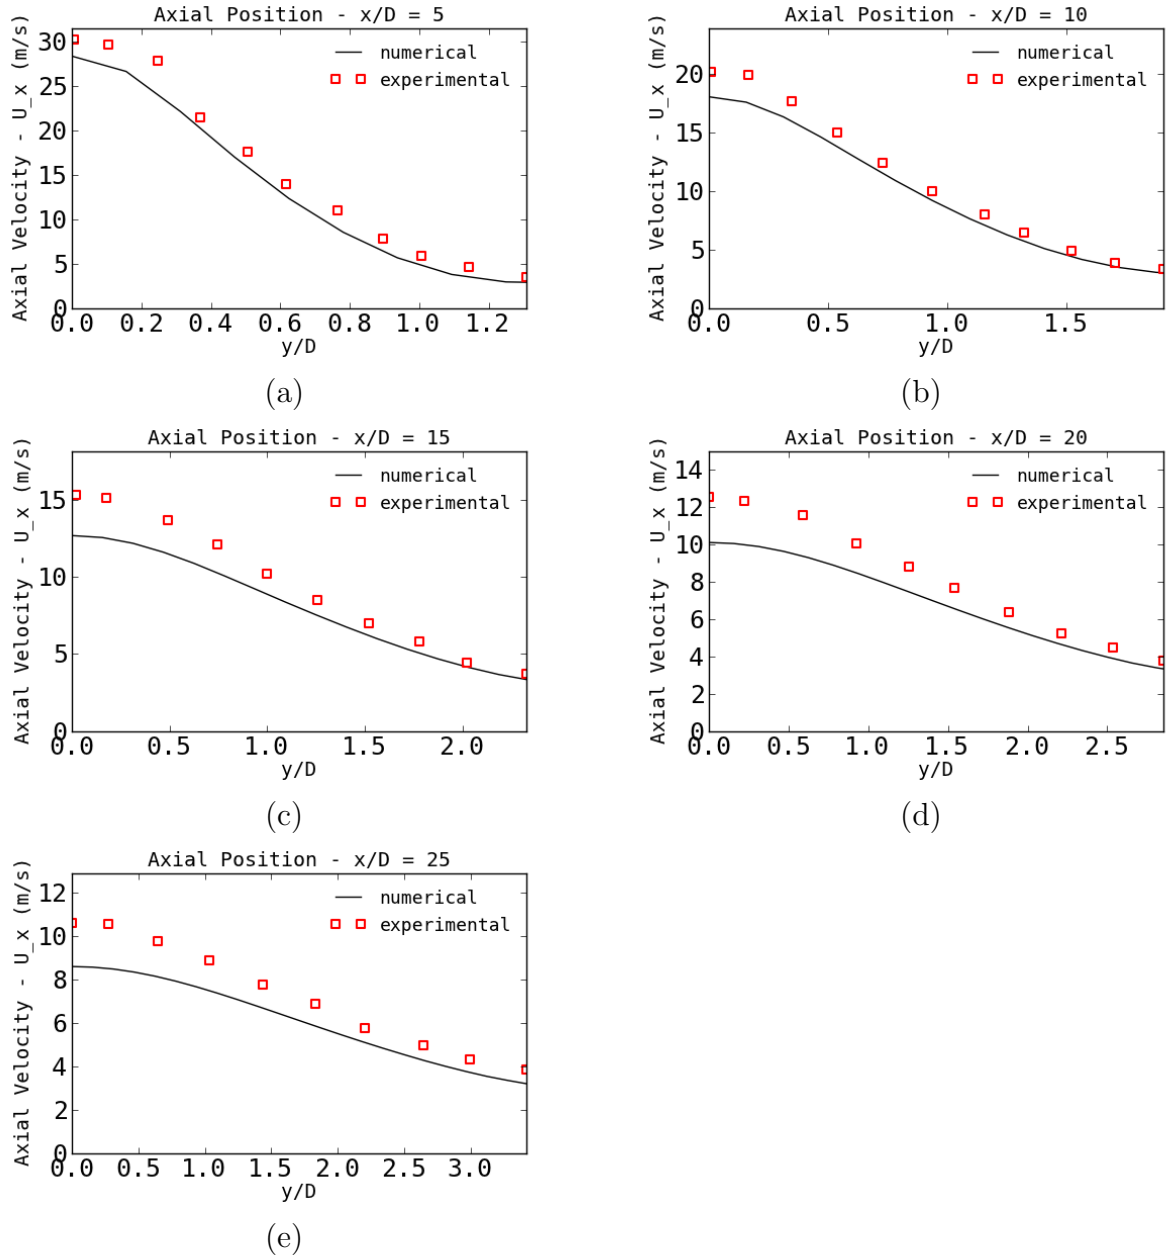 Axial Position - x/D = 5
Axial Velocity - U_x (m/s)
30
25
20
15
10
5
0
numerical
experimental
0.0 0.2 0.4 0.6 0.8 1.0 1.2
y/D
(a)
Axial Position - x/D = 10
Axial Velocity - U_x (m/s)
20
15
10
5
0
numerical
experimental
0.0 0.5 1.0 1.5
y/D
(b)
Axial Position - x/D = 15
Axial Velocity - U_x (m/s)
15
10
5
0
numerical
experimental
0.0 0.5 1.0 1.5 2.0
y/D
(c)
Axial Position - x/D = 20
Axial Velocity - U_x (m/s)
14
12
10
8
6
4
2
0
numerical
experimental
0.0 0.5 1.0 1.5 2.0 2.5
y/D
(d)
Axial Position - x/D = 25
Axial Velocity - U_x (m/s)
12
10
8
6
4
2
0
numerical
experimental
0.0 0.5 1.0 1.5 2.0 2.5 3.0
y/D
(e)